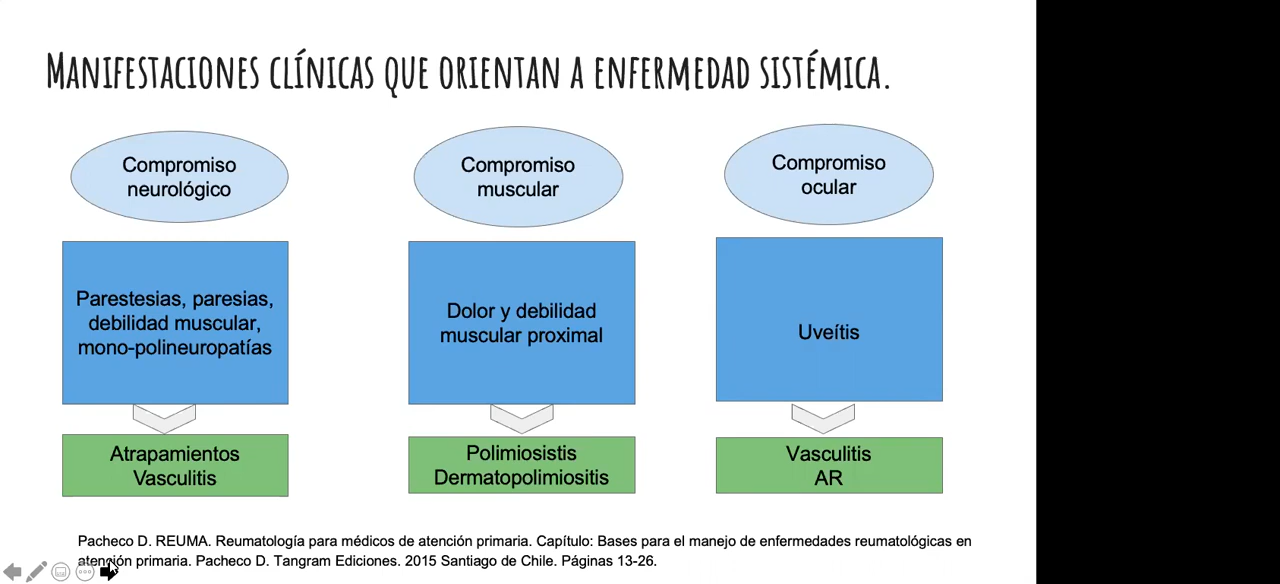 MANIFESTACIONES CLÍNICAS QUE ORIENTAN A ENFERMEDAD SISTÉMICA.
Compromiso
neurológico
Parestesias, paresias,
debilidad muscular,
mono-polineuropatías
Atrapamientos
Vasculitis
Compromiso
muscular
Dolor y debilidad
muscular proximal
Polimiosistis
Dermatopolimiositis
Compromiso
ocular
Uveítis
Vasculitis
AR
Pacheco D. REUMA. Reumatología para médicos de atención primaria. Capítulo: Bases para el manejo de enfermedades reumatológicas en
atención primaria. Pacheco D. Tangram Ediciones. 2015 Santiago de Chile. Páginas 13-26.